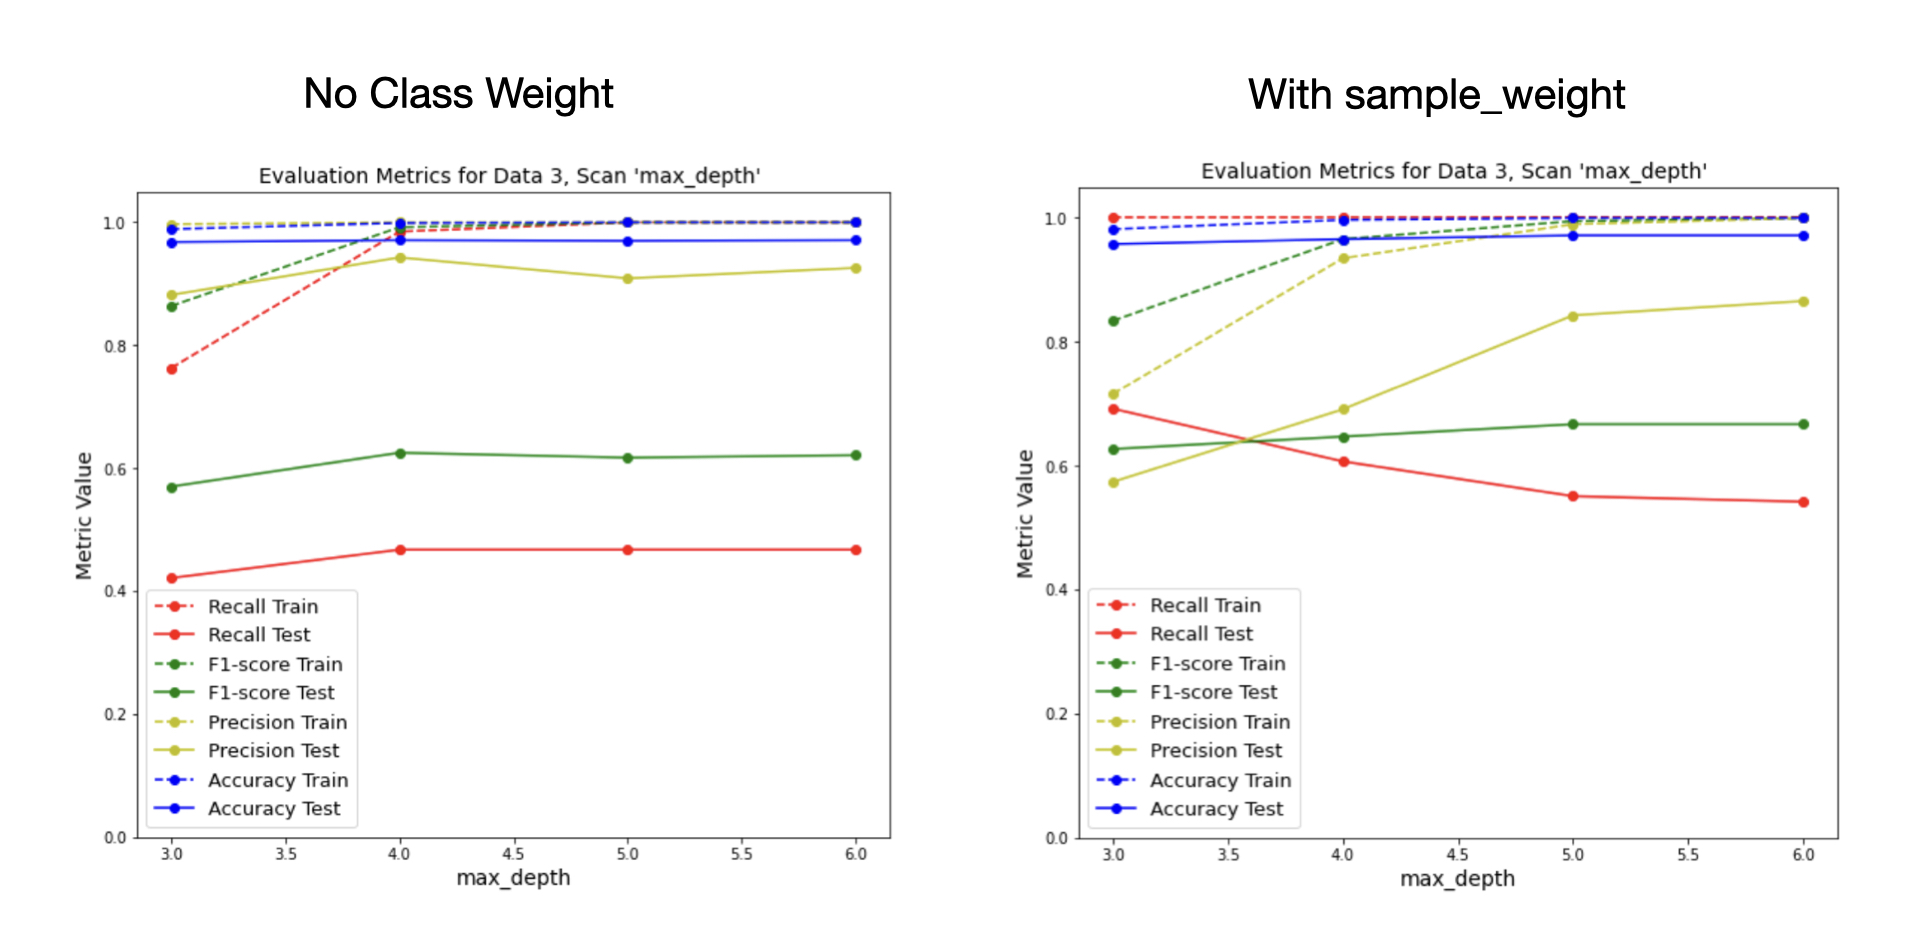 No Class Weight
Evaluation Metrics for Data 3, Scan 'max_depth'
Metric Value
1.0
0.8
0.6
0.4
0.2
0.0
Recall Train
Recall Test
F1-score Train
F1-score Test
Precision Train
Precision Test
Accuracy Train
Accuracy Test
3.0 3.5 4.0 4.5 5.0 5.5 6.0
max_depth
With sample_weight
Evaluation Metrics for Data 3, Scan 'max_depth'
Metric Value
1.0
0.8
0.6
0.4
0.2
0.0
Recall Train
Recall Test
F1-score Train
F1-score Test
Precision Train
Precision Test
Accuracy Train
Accuracy Test
3.0 3.5 4.0 4.5 5.0 5.5 6.0
max_depth